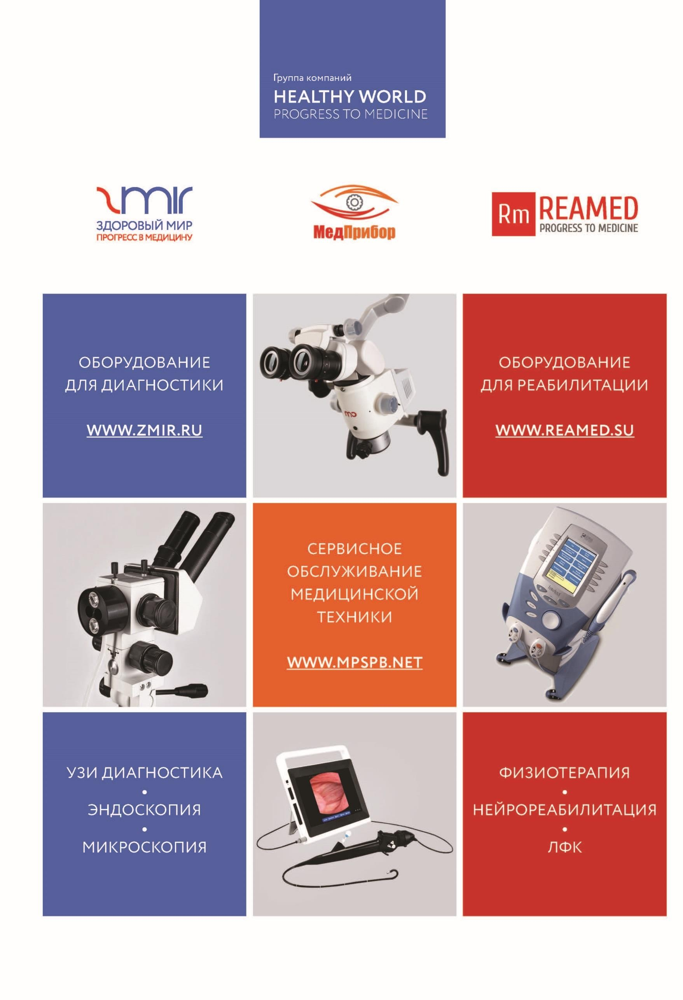 Группа компаний
HEALTHY WORLD
PROGRESS TO MEDICINE
zmir
ЗДОРОВЫЙ МИР
ПРОГРЕСС В МЕДИЦИНУ
МедПрибор
Rm REAMED
PROGRESS TO MEDICINE
ОБОРУДОВАНИЕ
ДЛЯ ДИАГНОСТИКИ
WWW.ZMIR.RU
mo
ОБОРУДОВАНИЕ
ДЛЯ РЕАБИЛИТАЦИИ
WWW.REAMED.SU
СЕРВИСНОЕ
ОБСЛУЖИВАНИЕ
МЕДИЦИНСКОЙ
ТЕХНИКИ
WWW.MPSPB.NET
Intelect
УЗИ ДИАГНОСТИКА
•
ЭНДОСКОПИЯ
•
МИКРОСКОПИЯ
ФИЗИОТЕРАПИЯ
•
НЕЙРОРЕАБИЛИТАЦИЯ
•
ЛФК